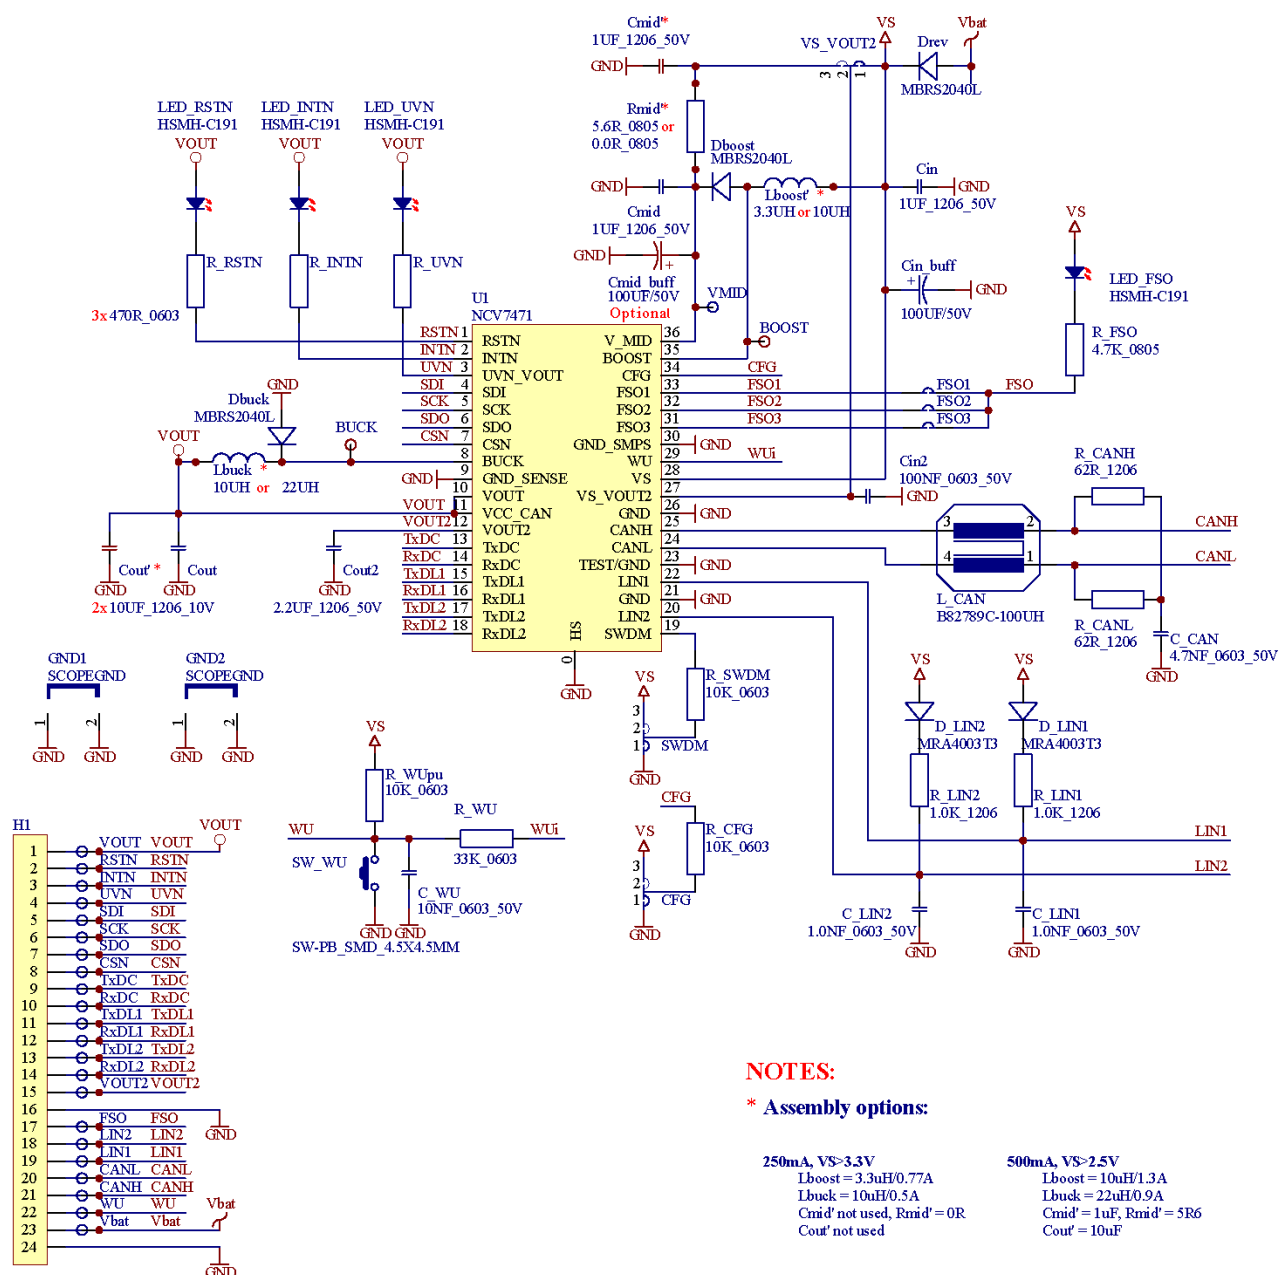 Cmid'*
1UF_1206_50V
GND
VS_VOUT2
3 2 1
VS
Drev
Vbat
MBRS2040L
LED_RSTN
HSMH-C191
VOUT
LED_INTN
HSMH-C191
VOUT
LED_UVN
HSMH-C191
VOUT
Rmid'*
5.6R_0805 or
0.0R_0805
Dboost
MBRS2040L
GND
Lboost' *
3.3UH or 10UH
Cin
GND
1UF_1206_50V
Cmid
1UF_1206_50V
GND
+
Cmid_buff
100UF/50V
Optional
VMID
BOOST
Cin_buff
+
GND
100UF/50V
VS
LED_FSO
HSMH-C191
R_FSO
4.7K_0805
R_RSTN
R_INTN
R_UVN
3x 470R_0603
U1
NCV7471
RSTN 1 RSTN
INTN 2 INTN
UVN 3 UVN_VOUT
SDI 4 SDI
SCK 5 SCK
SDO 6 SDO
CSN 7 CSN
8 BUCK
GND 9 GND_SENSE
10 VOUT
VOUT 11 VCC_CAN
VOUT2 12 VOUT2
TxDC 13 TxDC
RxDC 14 RxDC
TxDL1 15 TxDL1
RxDL1 16 RxDL1
TxDL2 17 TxDL2
RxDL2 18 RxDL2
V_MID 36
BOOST 35
CFG 34 CFG
FSO1 33 FSO1 FSO1
FSO2 32 FSO2 FSO2
FSO3 31 FSO3 FSO3
FSO
GND_SMPS 30 GND
WU 29 WUi
VS 28
VS_VOUT2 27
GND 26 GND
CANH 25
CANL 24
TEST/GND 23 GND
LIN1 22
GND 21 GND
LIN2 20
SWDM 19
HS
0
GND
GND
Dbuck
MBRS2040L
VOUT
BUCK
Lbuck *
10UH or 22UH
Cout' *
GND
Cout
GND
2x 10UF_1206_10V
Cout2
GND
2.2UF_1206_50V
Cin2
100NF_0603_50V
GND
3 2
4 1
L_CAN
B82789C-100UH
R_CANH
62R_1206
CANH
CANL
R_CANL
62R_1206
C_CAN
4.7NF_0603_50V
GND
GND1
SCOPEGND
1 2
GND GND
GND2
SCOPEGND
1 2
GND GND
R_SWDM
10K_0603
VS
3
2
1 SWDM
GND
VS
R_WUpu
10K_0603
WU
R_WU
33K_0603
WUi
SW_WU
C_WU
10NF_0603_50V
GND GND
SW-PB_SMD_4.5X4.5MM
CFG
VS
R_CFG
10K_0603
3
2
1 CFG
GND
VS
D_LIN2
MRA4003T3
R_LIN2
1.0K_1206
VS
D_LIN1
MRA4003T3
R_LIN1
1.0K_1206
LIN1
LIN2
C_LIN2
1.0NF_0603_50V
GND
C_LIN1
1.0NF_0603_50V
GND
H1
VOUT
1 VOUT VOUT
2 RSTN RSTN
3 INTN INTN
4 UVN UVN
5 SDI SDI
6 SCK SCK
7 SDO SDO
8 CSN CSN
9 TxDC TxDC
10 RxDC RxDC
11 TxDL1 TxDL1
12 RxDL1 RxDL1
13 TxDL2 TxDL2
14 RxDL2 RxDL2
15 VOUT2 VOUT2
16
GND
17 FSO FSO
18 LIN2 LIN2
19 LIN1 LIN1
20 CANL CANL
21 CANH CANH
22 WU WU
Vbat
23 Vbat Vbat
24
GND
NOTES:
* Assembly options:
250mA, VS>3.3V
Lboost = 3.3uH/0.77A
Lbuck = 10uH/0.5A
Cmid' not used, Rmid' = 0R
Cout' not used
500mA, VS>2.5V
Lboost = 10uH/1.3A
Lbuck = 22uH/0.9A
Cmid' = 1uF, Rmid' = 5R6
Cout' = 10uF